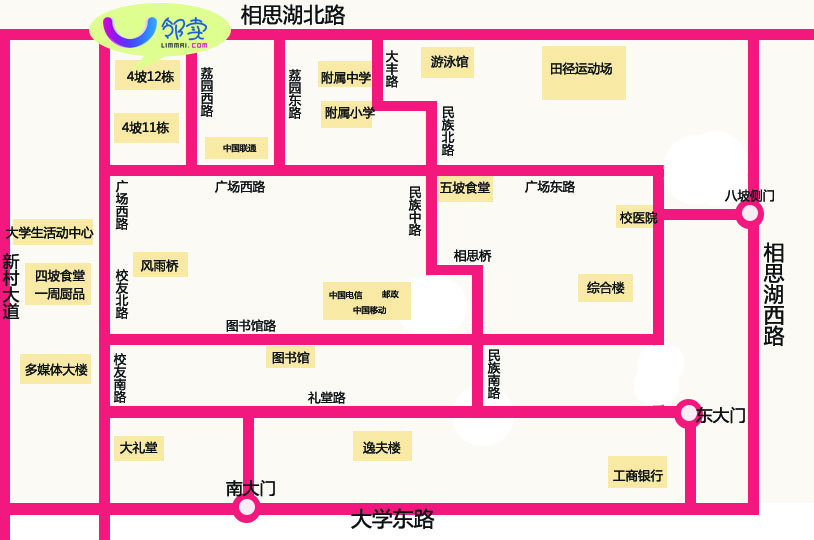 相思湖北路
邻卖
LIMMAI.COM
4坡12栋
荔园西路
荔园东路
附属中学
大丰路
游泳馆
田径运动场
4坡11栋
附属小学
民族北路
中国联通
广场西路
广场西路
民族中路
五坡食堂
广场东路
八坡侧门
校医院
大学生活动中心
新村大道
风雨桥
相思桥
相思湖西路
四坡食堂
一周厨品
校友北路
中国电信
邮政
中国移动
综合楼
图书馆路
多媒体大楼
校友南路
图书馆
民族南路
礼堂路
东大门
大礼堂
逸夫楼
工商银行
南大门
大学东路